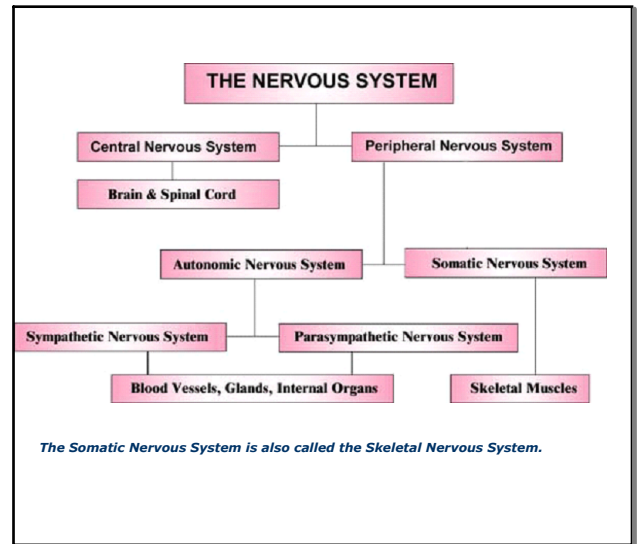 THE NERVOUS SYSTEM
Central Nervous System
Peripheral Nervous System
Brain & Spinal Cord
Autonomic Nervous System
Somatic Nervous System
Sympathetic Nervous System
Parasympathetic Nervous System
Blood Vessels, Glands, Internal Organs
Skeletal Muscles
The Somatic Nervous System is also called the Skeletal Nervous System.